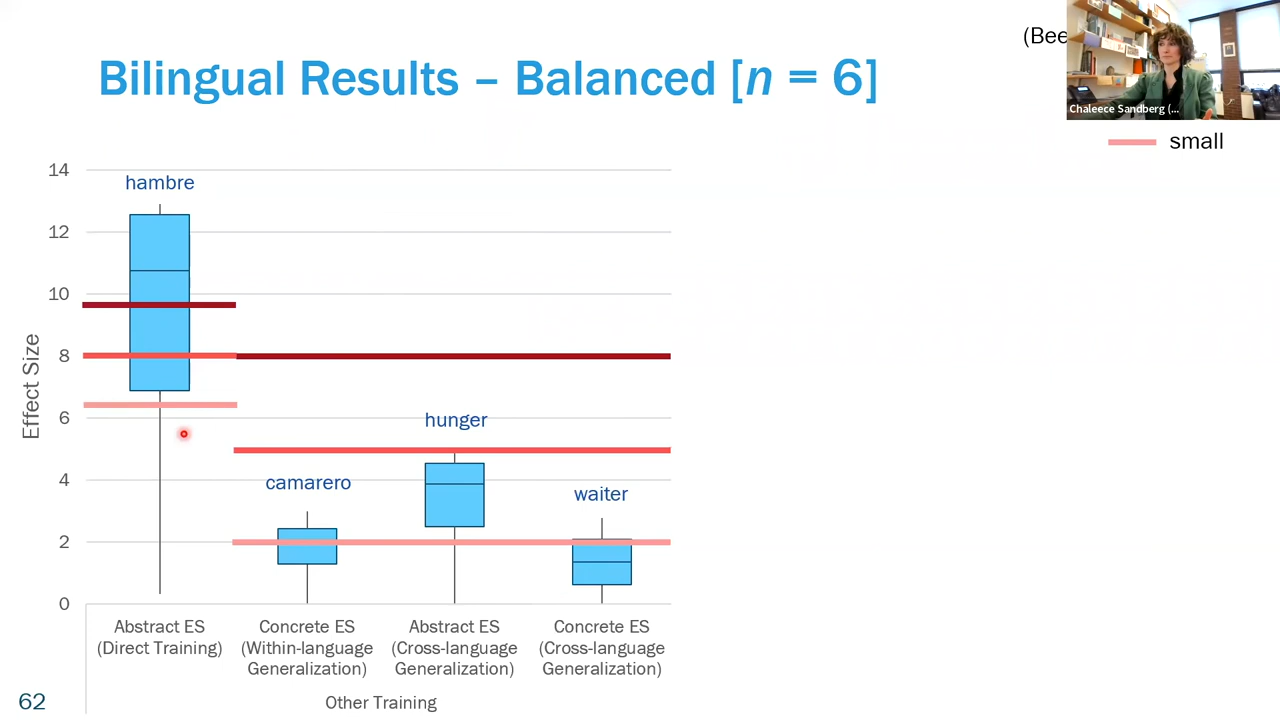 (Bee
Bilingual Results – Balanced [n = 6]
Chaleece Sandberg (...
small
14
12
10
8
6
4
2
0
Effect Size
hambre
camarero
hunger
waiter
Abstract ES
(Direct Training)
Concrete ES
(Within-language
Generalization)
Abstract ES
(Cross-language
Generalization)
Concrete ES
(Cross-language
Generalization)
Other Training
62